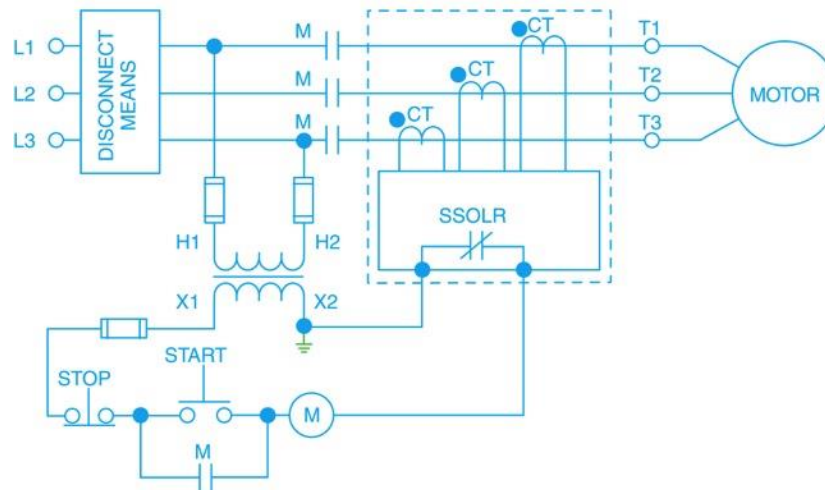 L1
L2
L3
DISCONNECT
MEANS
M
M
M
CT
CT
CT
T1
T2
T3
MOTOR
SSOLR
H1
H2
X1
X2
START
STOP
M
M